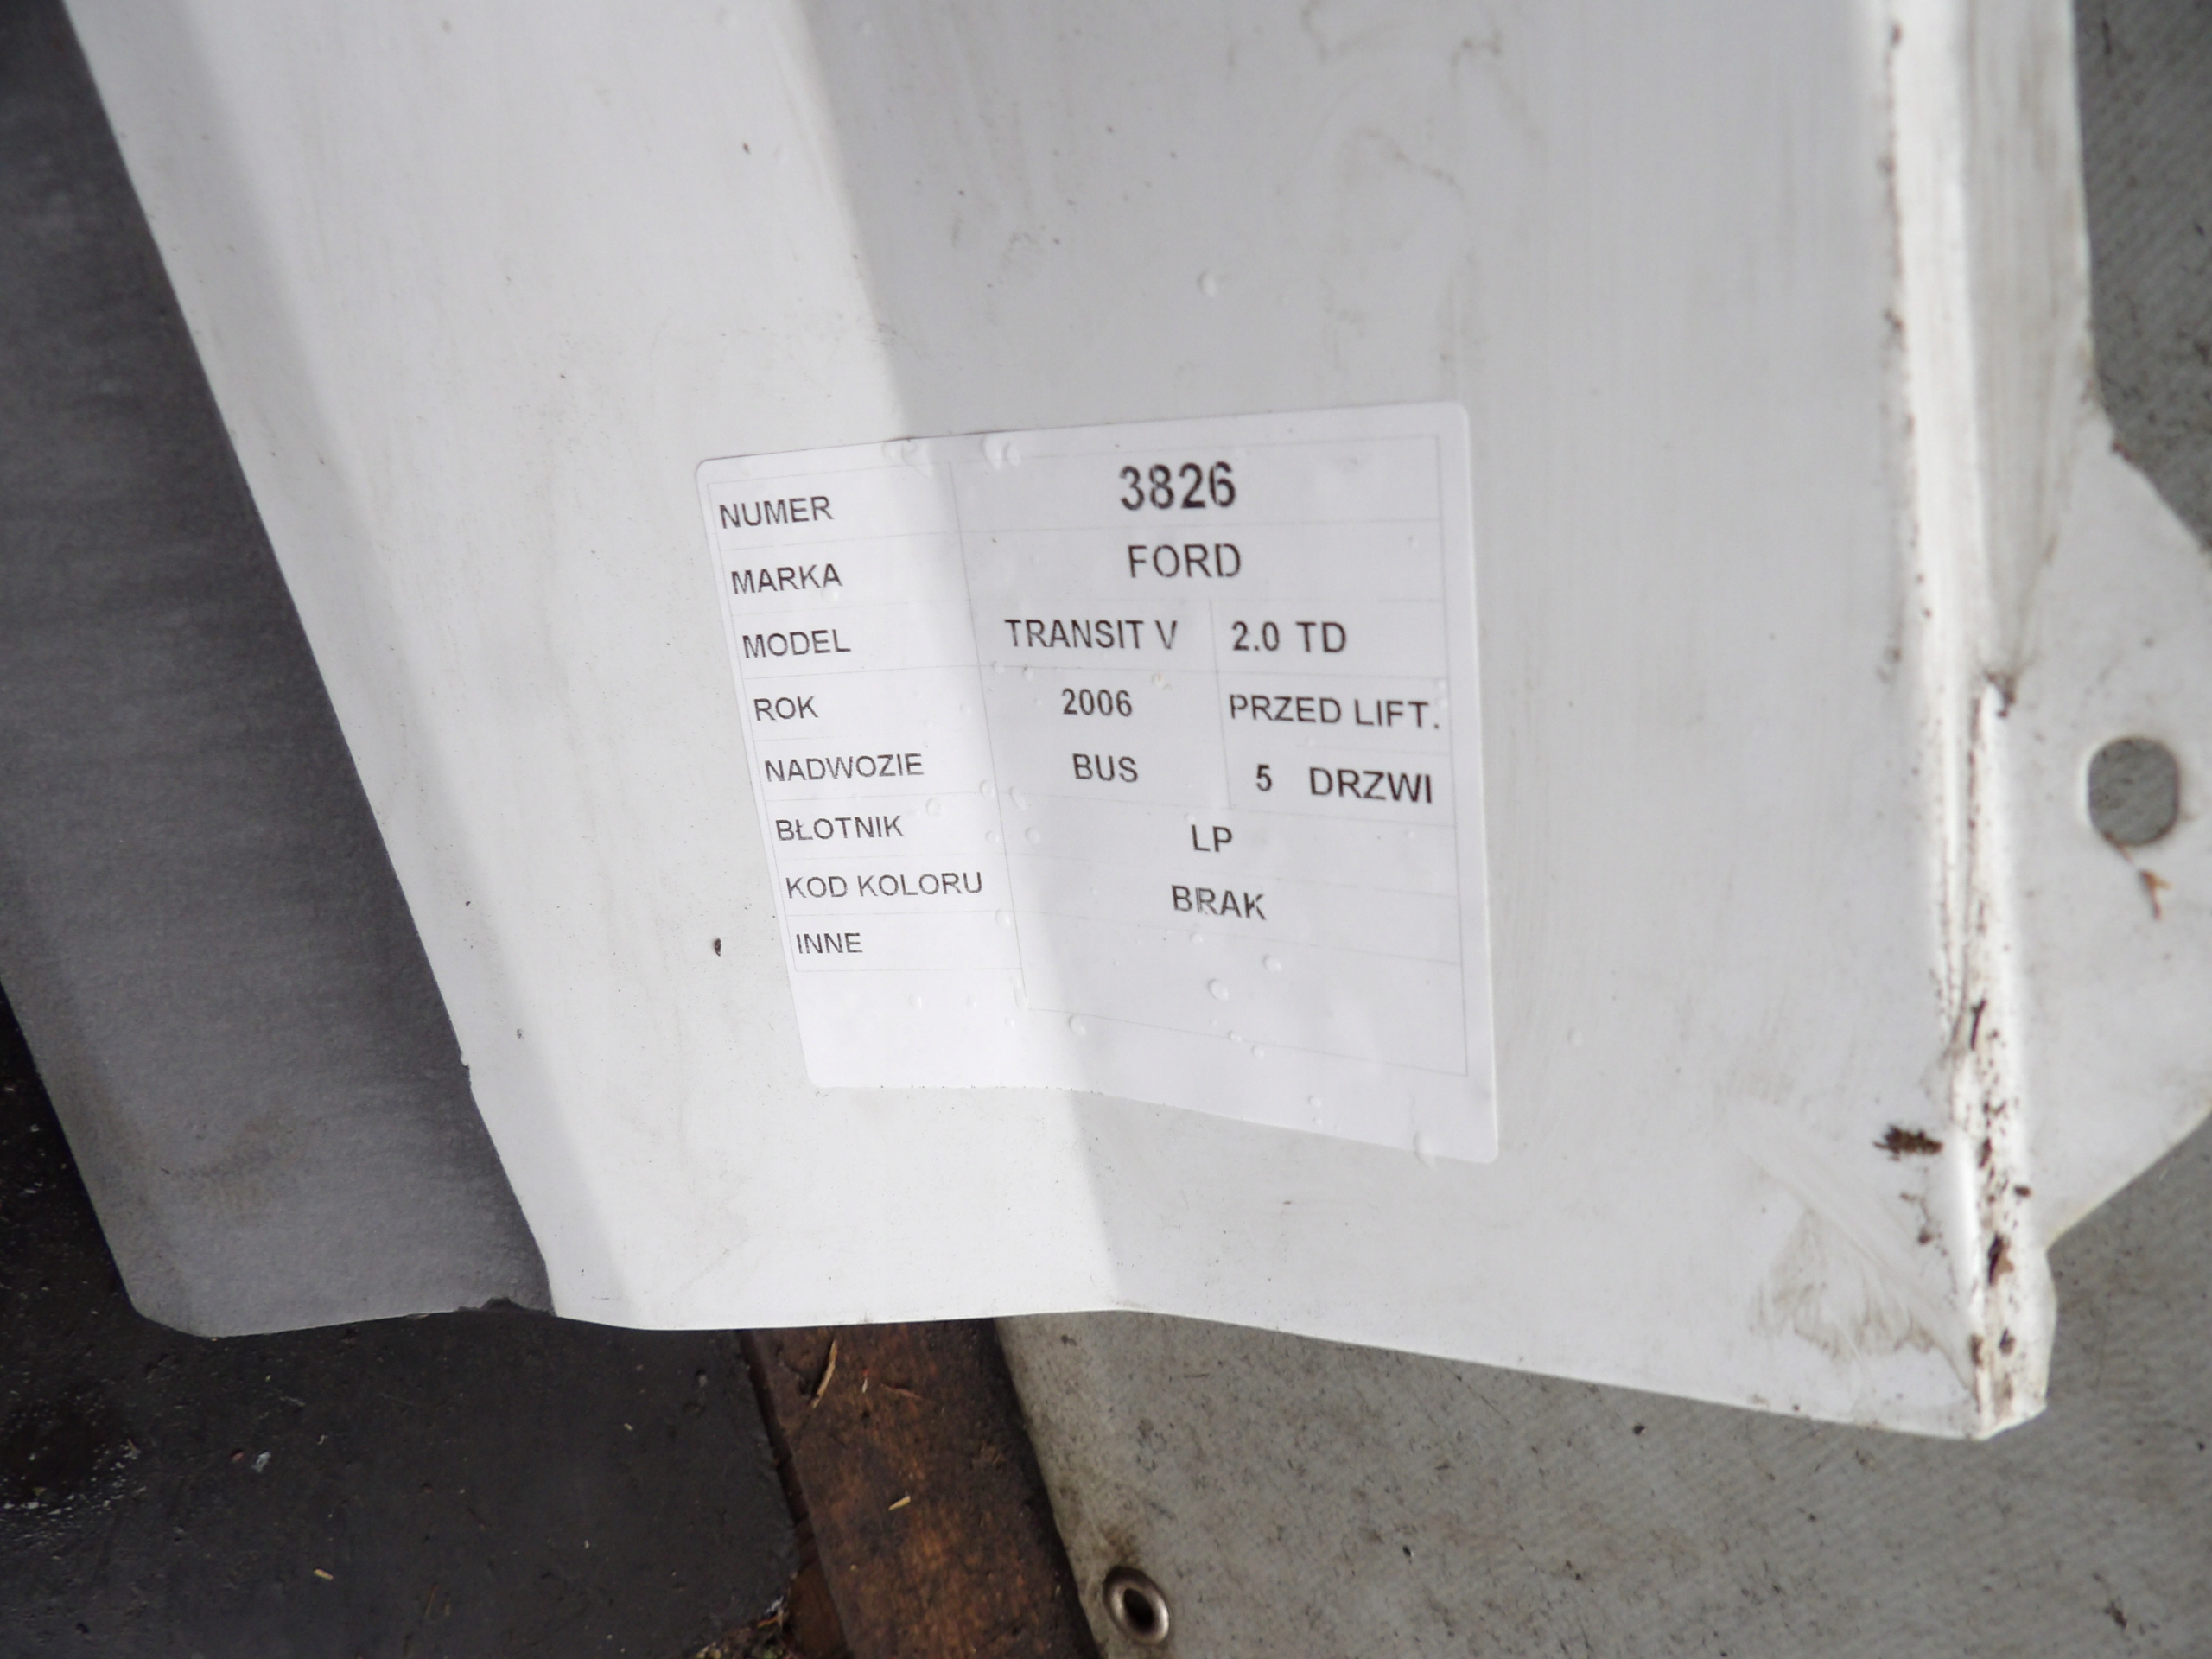 NUMER 3826
MARKA FORD
MODEL TRANSIT V 2.0 TD
ROK 2006 PRZED LIFT.
NADWOZIE BUS 5 DRZWI
BŁOTNIK LP
KOD KOLORU BRAK
INNE